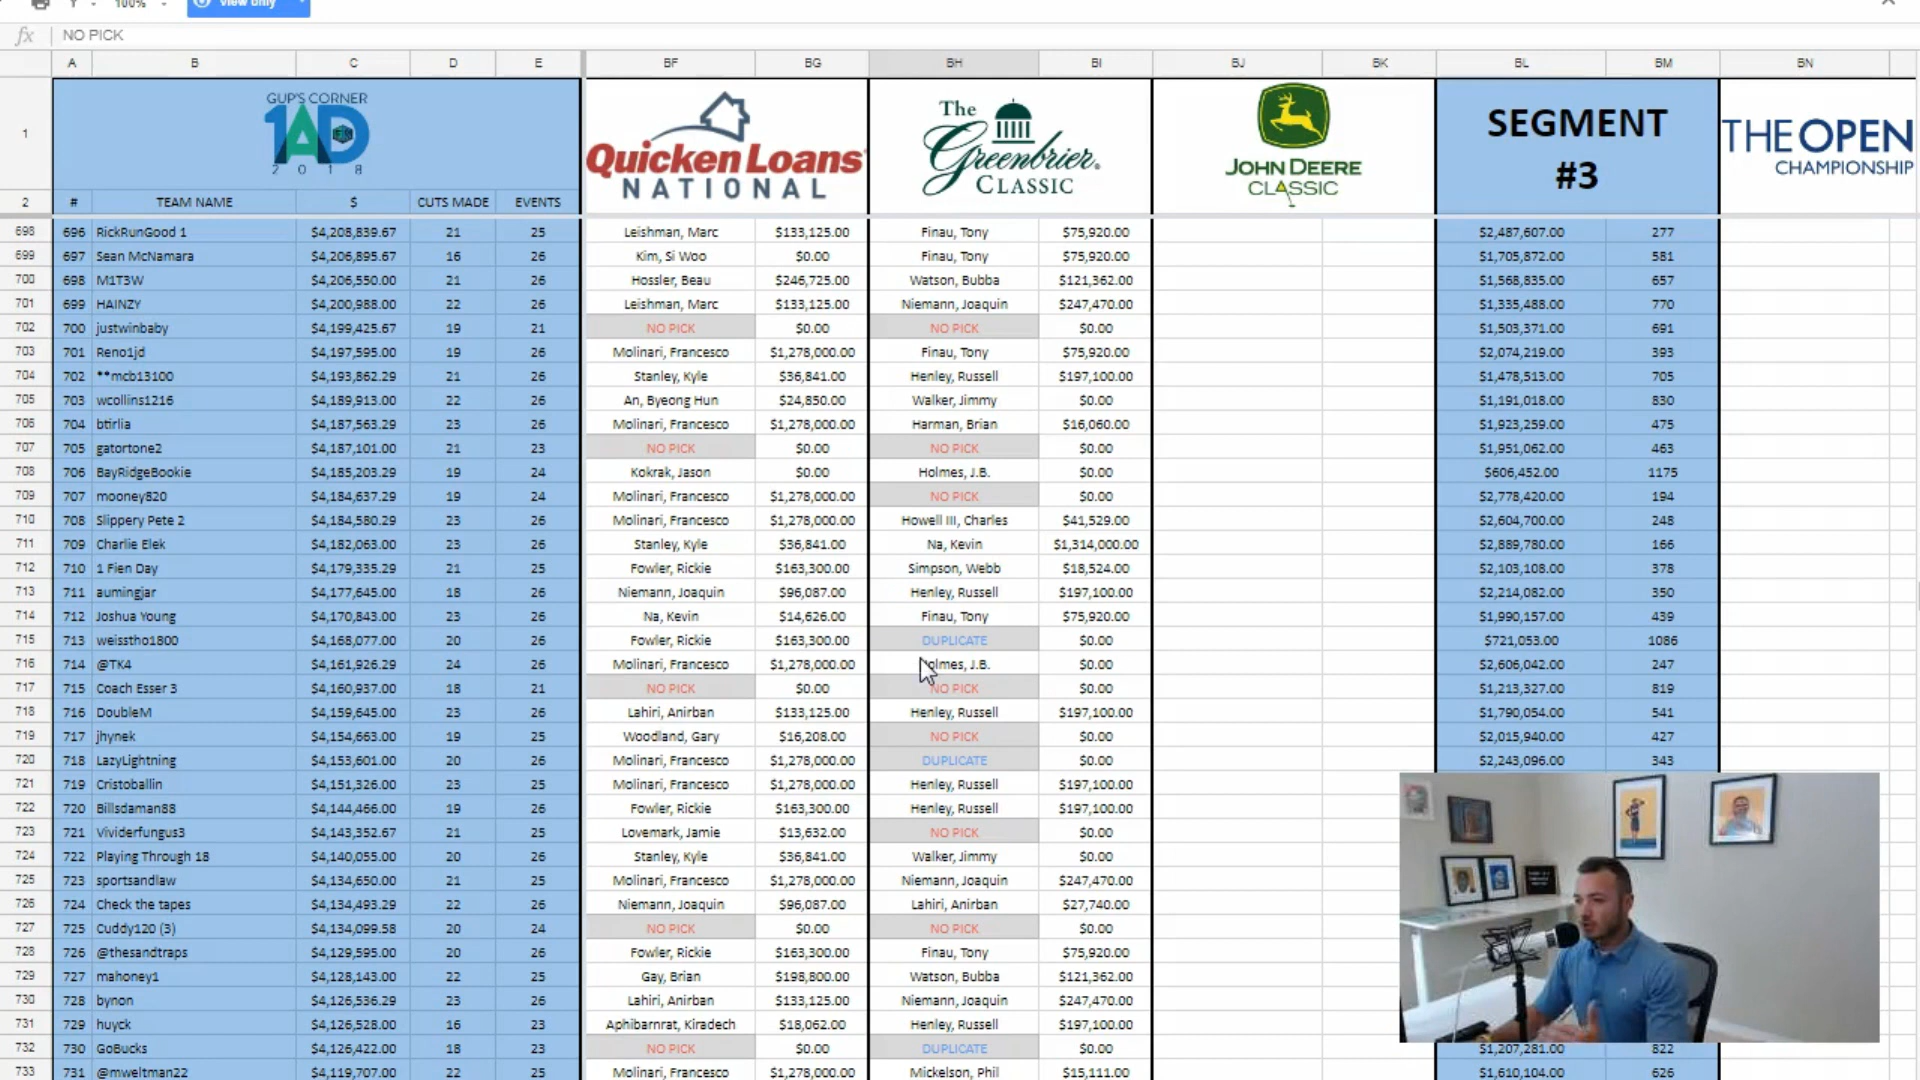 100% View only
fx NO PICK
A B C D E BF BG BH BI BJ BK BL BM BN
1 GUP'S CORNER 1AD 2018 Quicken Loans NATIONAL The Greenbrier CLASSIC JOHN DEERE CLASSIC SEGMENT #3 THE OPEN CHAMPIONSHIP
2 # TEAM NAME $ CUTS MADE EVENTS
698 696 RickRunGood 1 $4,208,839.67 21 25 Leishman, Marc $133,125.00 Finau, Tony $75,920.00 $2,487,607.00 277
699 697 Sean McNamara $4,206,895.67 16 26 Kim, Si Woo $0.00 Finau, Tony $75,920.00 $1,705,872.00 581
700 698 M1T3W $4,206,550.00 21 26 Hossler, Beau $246,725.00 Watson, Bubba $121,362.00 $1,568,835.00 657
701 699 HAINZY $4,200,988.00 22 26 Leishman, Marc $133,125.00 Niemann, Joaquin $247,470.00 $1,335,488.00 770
702 700 justwinbaby $4,199,425.67 19 21 NO PICK $0.00 NO PICK $0.00 $1,503,371.00 691
703 701 Reno1jd $4,197,595.00 19 26 Molinari, Francesco $1,278,000.00 Finau, Tony $75,920.00 $2,074,219.00 393
704 702 **mcb13100 $4,193,862.29 21 26 Stanley, Kyle $36,841.00 Henley, Russell $197,100.00 $1,478,513.00 705
705 703 wcollins1216 $4,189,913.00 22 26 An, Byeong Hun $24,850.00 Walker, Jimmy $0.00 $1,191,018.00 830
706 704 btirlia $4,187,563.29 23 26 Molinari, Francesco $1,278,000.00 Harman, Brian $16,060.00 $1,923,259.00 475
707 705 gatortone2 $4,187,101.00 21 23 NO PICK $0.00 NO PICK $0.00 $1,951,062.00 463
708 706 BayRidgeBookie $4,185,203.29 19 24 Kokrak, Jason $0.00 Holmes, J.B. $0.00 $606,452.00 1175
709 707 mooney820 $4,184,637.29 19 24 Molinari, Francesco $1,278,000.00 NO PICK $0.00 $2,778,420.00 194
710 708 Slippery Pete 2 $4,184,580.29 23 26 Molinari, Francesco $1,278,000.00 Howell III, Charles $41,529.00 $2,604,700.00 248
711 709 Charlie Elek $4,182,063.00 23 26 Stanley, Kyle $36,841.00 Na, Kevin $1,314,000.00 $2,889,780.00 166
712 710 1 Fien Day $4,179,335.29 21 25 Fowler, Rickie $163,300.00 Simpson, Webb $18,524.00 $2,103,108.00 378
713 711 aumingjar $4,177,645.00 18 26 Niemann, Joaquin $96,087.00 Henley, Russell $197,100.00 $2,214,082.00 350
714 712 Joshua Young $4,170,843.00 23 26 Na, Kevin $14,626.00 Finau, Tony $75,920.00 $1,990,157.00 439
715 713 weisstho1800 $4,168,077.00 20 26 Fowler, Rickie $163,300.00 DUPLICATE $0.00 $721,053.00 1086
716 714 @TK4 $4,161,926.29 24 26 Molinari, Francesco $1,278,000.00 Holmes, J.B. $0.00 $2,606,042.00 247
717 715 Coach Esser 3 $4,160,937.00 18 21 NO PICK $0.00 NO PICK $0.00 $1,213,327.00 819
718 716 DoubleM $4,159,645.00 23 26 Lahiri, Anirban $133,125.00 Henley, Russell $197,100.00 $1,790,054.00 541
719 717 jhynek $4,154,663.00 19 25 Woodland, Gary $16,208.00 NO PICK $0.00 $2,015,940.00 427
720 718 LazyLightning $4,153,601.00 20 26 Molinari, Francesco $1,278,000.00 DUPLICATE $0.00 $2,243,096.00 343
721 719 Cristoballin $4,151,326.00 23 25 Molinari, Francesco $1,278,000.00 Henley, Russell $197,100.00
722 720 Billsdaman88 $4,144,466.00 19 26 Fowler, Rickie $163,300.00 Henley, Russell $197,100.00
723 721 Vividerfungus3 $4,143,352.67 21 25 Lovemark, Jamie $13,632.00 NO PICK $0.00
724 722 Playing Through 18 $4,140,055.00 20 26 Stanley, Kyle $36,841.00 Walker, Jimmy $0.00
725 723 sportsandlaw $4,134,650.00 21 25 Molinari, Francesco $1,278,000.00 Niemann, Joaquin $247,470.00
726 724 Check the tapes $4,134,493.29 22 26 Niemann, Joaquin $96,087.00 Lahiri, Anirban $27,740.00
727 725 Cuddy120 (3) $4,134,099.58 20 24 NO PICK $0.00 NO PICK $0.00
728 726 @thesandtraps $4,129,595.00 20 26 Fowler, Rickie $163,300.00 Finau, Tony $75,920.00
729 727 mahoney1 $4,128,143.00 22 25 Gay, Brian $198,800.00 Watson, Bubba $121,362.00
730 728 bynon $4,126,536.29 23 26 Lahiri, Anirban $133,125.00 Niemann, Joaquin $247,470.00
731 729 huyck $4,126,528.00 16 23 Aphibarnrat, Kiradech $18,062.00 Henley, Russell $197,100.00
732 730 GoBucks $4,126,422.00 18 23 NO PICK $0.00 DUPLICATE $0.00 $1,207,281.00 822
733 731 @mweltman22 $4,119,707.00 22 25 Molinari, Francesco $1,278,000.00 Mickelson, Phil $15,111.00 $1,610,104.00 626